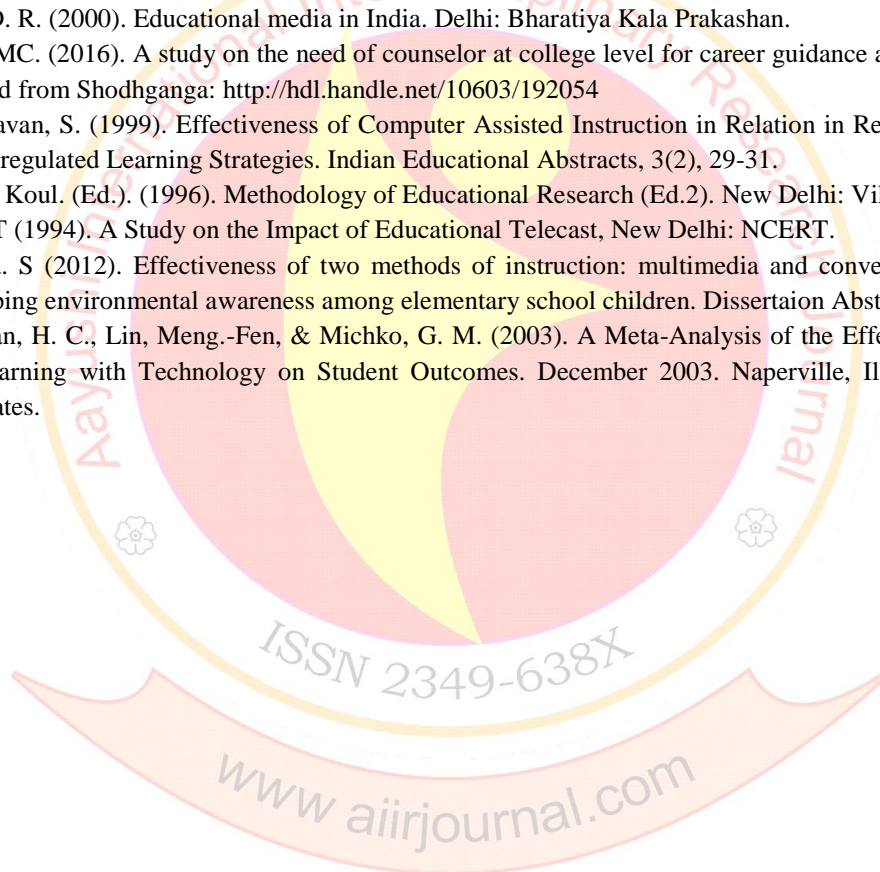 D. R. (2000). Educational media in India. Delhi: Bharatiya Kala Prakashan.
MC. (2016). A study on the need of counselor at college level for career guidance a
d from Shodhganga: http://hdl.handle.net/10603/192054
avan, S. (1999). Effectiveness of Computer Assisted Instruction in Relation in Re
regulated Learning Strategies. Indian Educational Abstracts, 3(2), 29-31.
Koul. (Ed.). (1996). Methodology of Educational Research (Ed.2). New Delhi: Vi
T (1994). A Study on the Impact of Educational Telecast, New Delhi: NCERT.
. S (2012). Effectiveness of two methods of instruction: multimedia and conve
ping environmental awareness among elementary school children. Dissertaion Abst
an, H. C., Lin, Meng.-Fen, & Michko, G. M. (2003). A Meta-Analysis of the Effe
arning with Technology on Student Outcomes. December 2003. Naperville, Il
ates.
Aayushi International Interdisciplinary Research Journal
ISSN 2349-638X
www aiirjournal.com